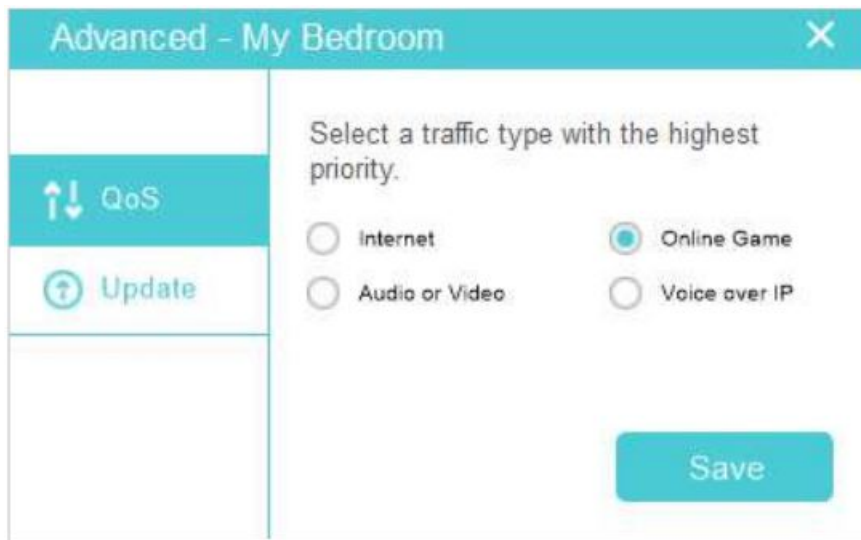 Advanced - My Bedroom
QoS
Update
Select a traffic type with the highest
priority.
Internet
Online Game
Audio or Video
Voice over IP
Save